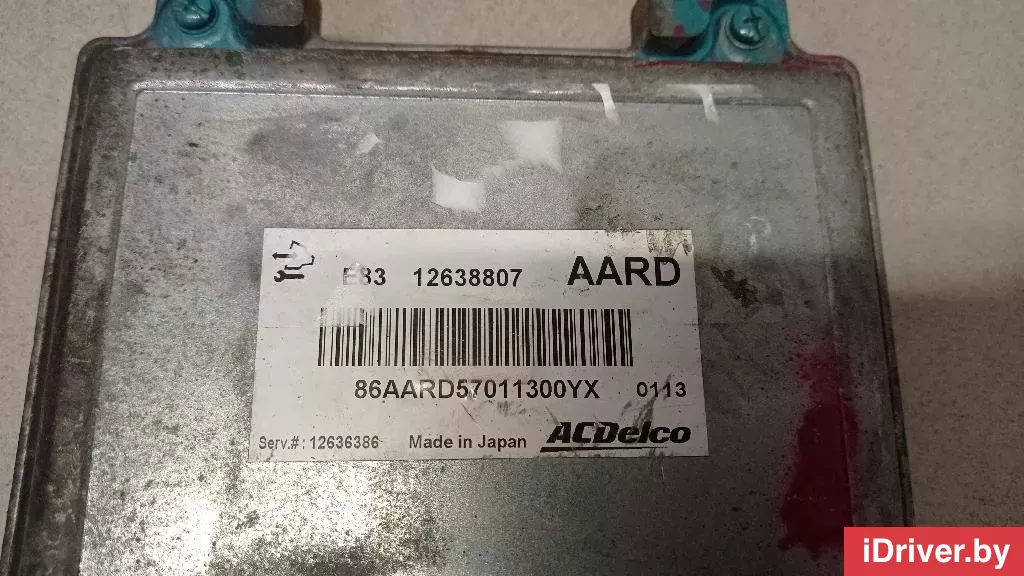 E83 12638807 AARD
86AARD57011300YX 0113
Serv.#: 12636386 Made in Japan ACDelco
iDriver.by